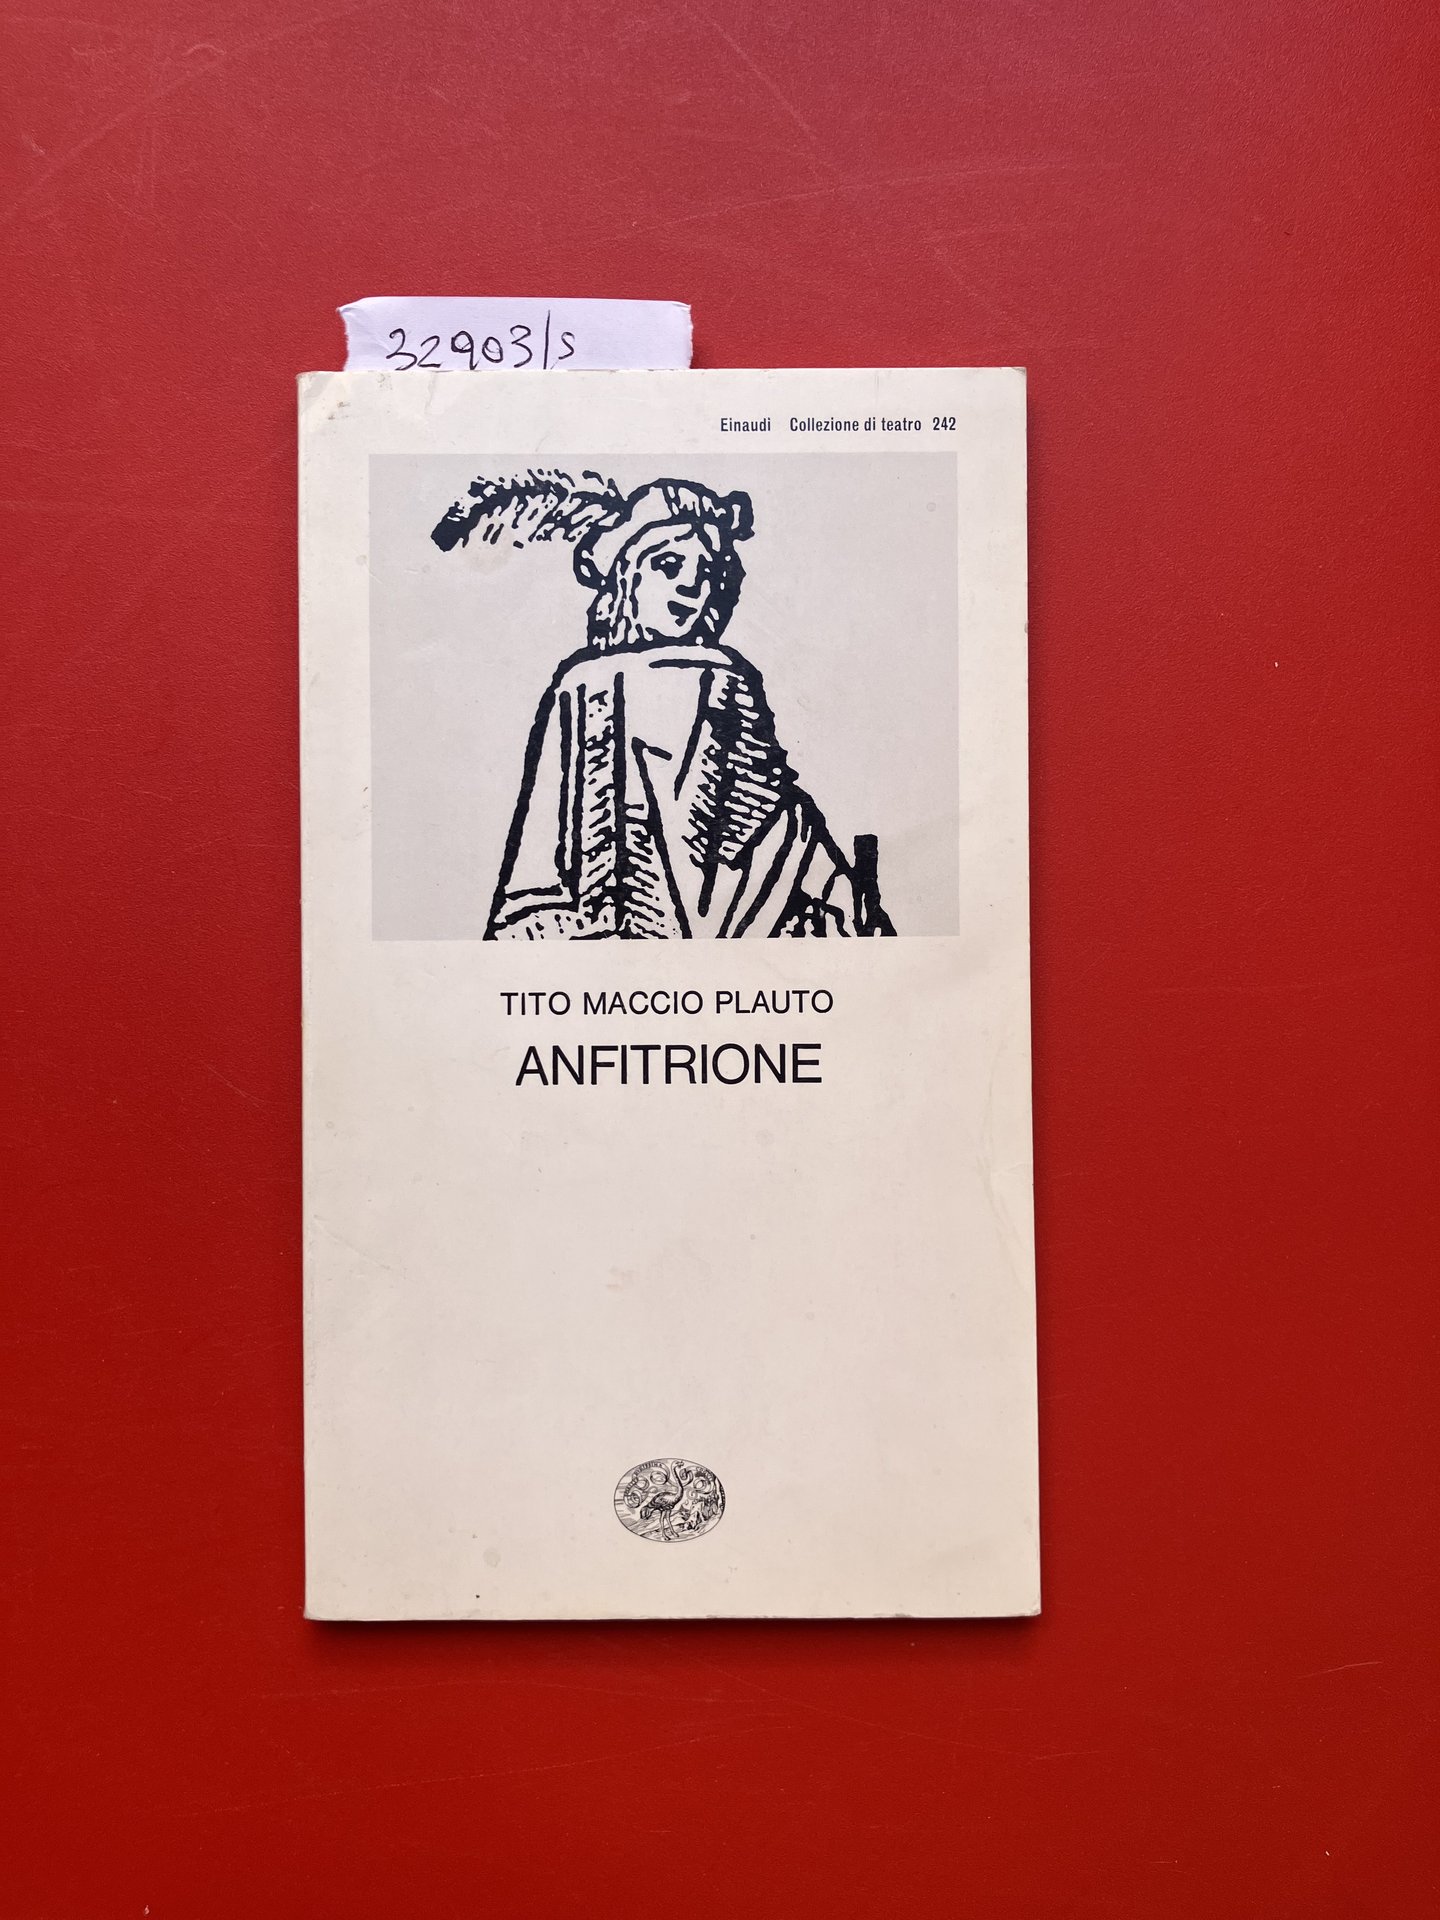 32903/s
Einaudi Collezione di teatro 242
TITO MACCIO PLAUTO
ANFITRIONE